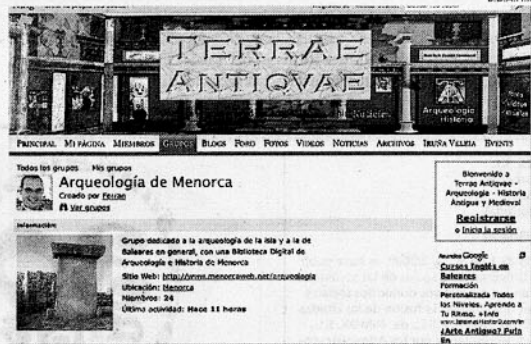 TERRAE
ANTIQVAE
Arqueología
Historia
PRINCIPAL MI PÁGINA MIEMBROS GRUPOS BLOGS FORO FOTOS VIDEOS NOTICIAS ARCHIVOS IRUÑA VELEIA EVENTS
Todos los grupos Mis grupos
Arqueología de Menorca
Creado por Ferran
Ver grupos
Información:
Grupo dedicado a la arqueología de la isla y a la de
Baleares en general, con una Biblioteca Digital de
Arqueología e Historia de Menorca
Sitio Web: http://www.menorcaweb.net/arqueologia
Ubicación: Menorca
Miembros: 24
Última actividad: Hace 11 horas
Bienvenido a
Terrae Antiqvae -
Arqueología - Historia
Antigua y Medieval
Registrarse
o Inicia la sesión
Anuncios Google
Cursos Inglés en
Baleares
Formación
Personalizada Todos
los Niveles. Aprende a
Tu Ritmo. +Info
¿Arte Antiguo? Pufa
En